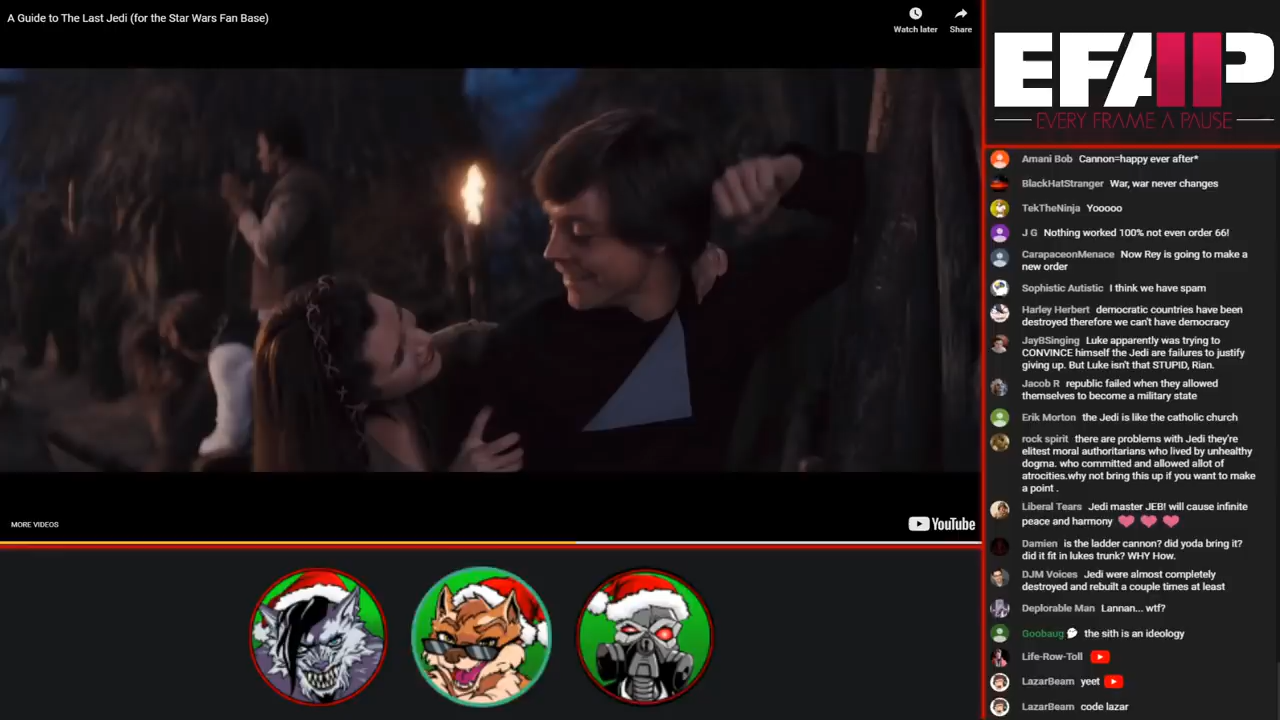 A Guide to The Last Jedi (for the Star Wars Fan Base)
Watch later
Share
MORE VIDEOS
YouTube
EFAP
EVERY FRAME A PAUSE
Amani Bob Cannon=happy ever after*
BlackHatStranger War, war never changes
TekTheNinja Yooooo
J G Nothing worked 100% not even order 66!
CarapaceonMenace Now Rey is going to make a
new order
Sophistic Autistic I think we have spam
Harley Herbert democratic countries have been
destroyed therefore we can't have democracy
JayBSinging Luke apparently was trying to
CONVINCE himself the Jedi are failures to justify
giving up. But Luke isn't that STUPID, Rian.
Jacob R republic failed when they allowed
themselves to become a military state
Erik Morton the Jedi is like the catholic church
rock spirit there are problems with Jedi they're
elitest moral authoritarians who lived by unhealthy
dogma. who committed and allowed allot of
atrocities.why not bring this up if you want to make
a point .
Liberal Tears Jedi master JEB! will cause infinite
peace and harmony
Damien is the ladder cannon? did yoda bring it?
did it fit in lukes trunk? WHY How.
DJM Voices Jedi were almost completely
destroyed and rebuilt a couple times at least
Deplorable Man Lannan... wtf?
Goobaug the sith is an ideology
Life-Row-Toll
LazarBeam yeet
LazarBeam code lazar